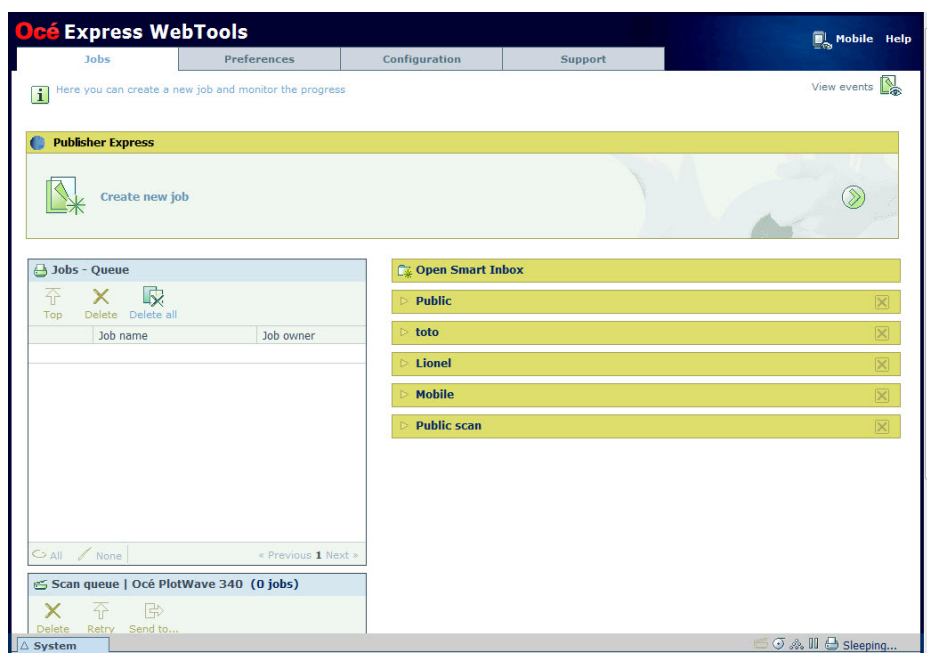 Océ Express WebTools
Mobile Help
Jobs Preferences Configuration Support
Here you can create a new job and monitor the progress
View events
Publisher Express
Create new job
Jobs - Queue
Top Delete Delete all
Job name Job owner
All None « Previous 1 Next »
Scan queue | Océ PlotWave 340 (0 jobs)
Delete Retry Send to...
Open Smart Inbox
Public
toto
Lionel
Mobile
Public scan
System
Sleeping...